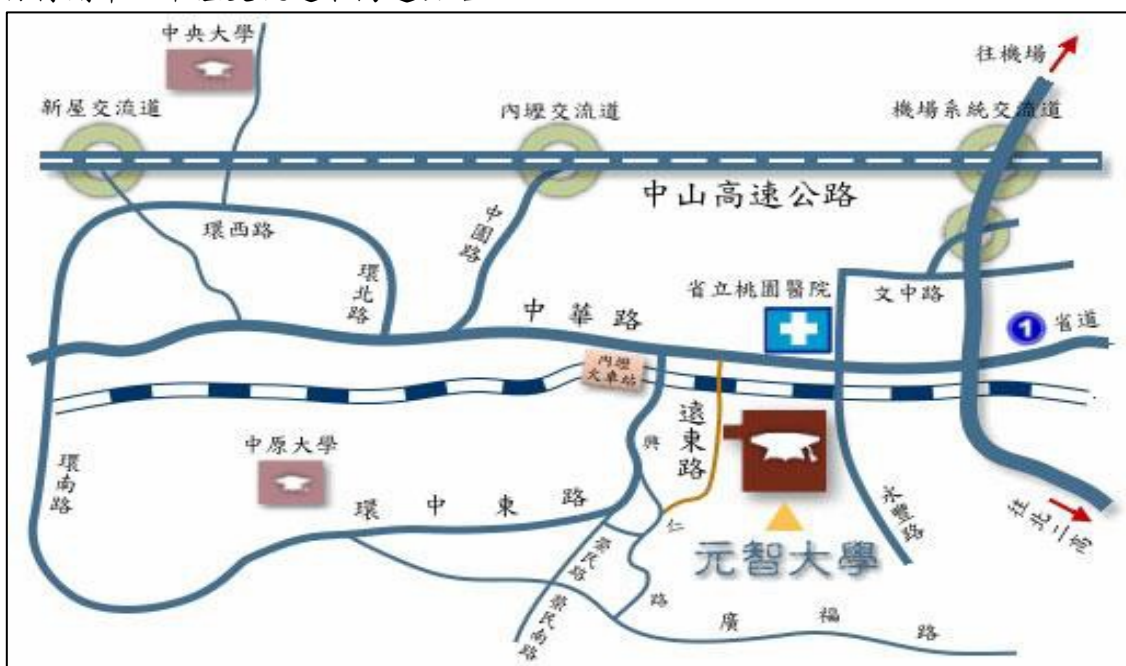 中央大學
往機場
新屋交流道
內壢交流道
機場系統交流道
中山高速公路
環西路
中園路
環北路
省立桃園醫院
文中路
中華路
1
省道
內壢
火車站
遠東路
興仁路
中原大學
環南路
環中東路
永豐路
往北二高
元智大學
榮民路
榮民南路
廣福路